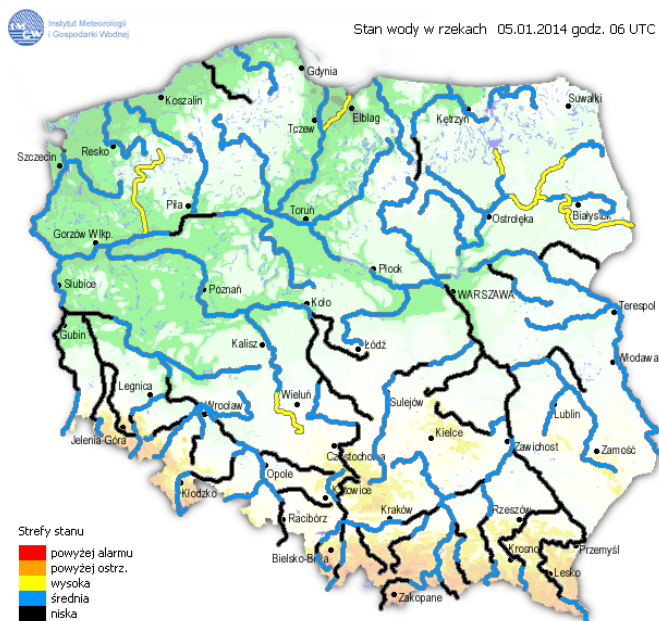 Instytut Meteorologii
i Gospodarki Wodnej
Stan wody w rzekach 05.01.2014 godz. 06 UTC
Gdynia
Koszalin
Suwałki
Tczew
Elbląg
Kętrzyn
Resko
Szczecin
Piła
Toruń
Ostrołęka
Białystok
Gorzów Wlkp.
Płock
Słubice
Poznań
Koło
WARSZAWA
Terespol
Gubin
Kalisz
Łódź
Włodawa
Legnica
Wieluń
Sulejów
Wrocław
Lublin
Jelenia Góra
Kielce
Zawichost
Zamość
Częstochowa
Opole
Kłodzko
Katowice
Racibórz
Kraków
Rzeszów
Bielsko-Biała
Krosno
Przemyśl
Lesko
Zakopane
Strefy stanu
powyżej alarmu
powyżej ostrz.
wysoka
średnia
niska